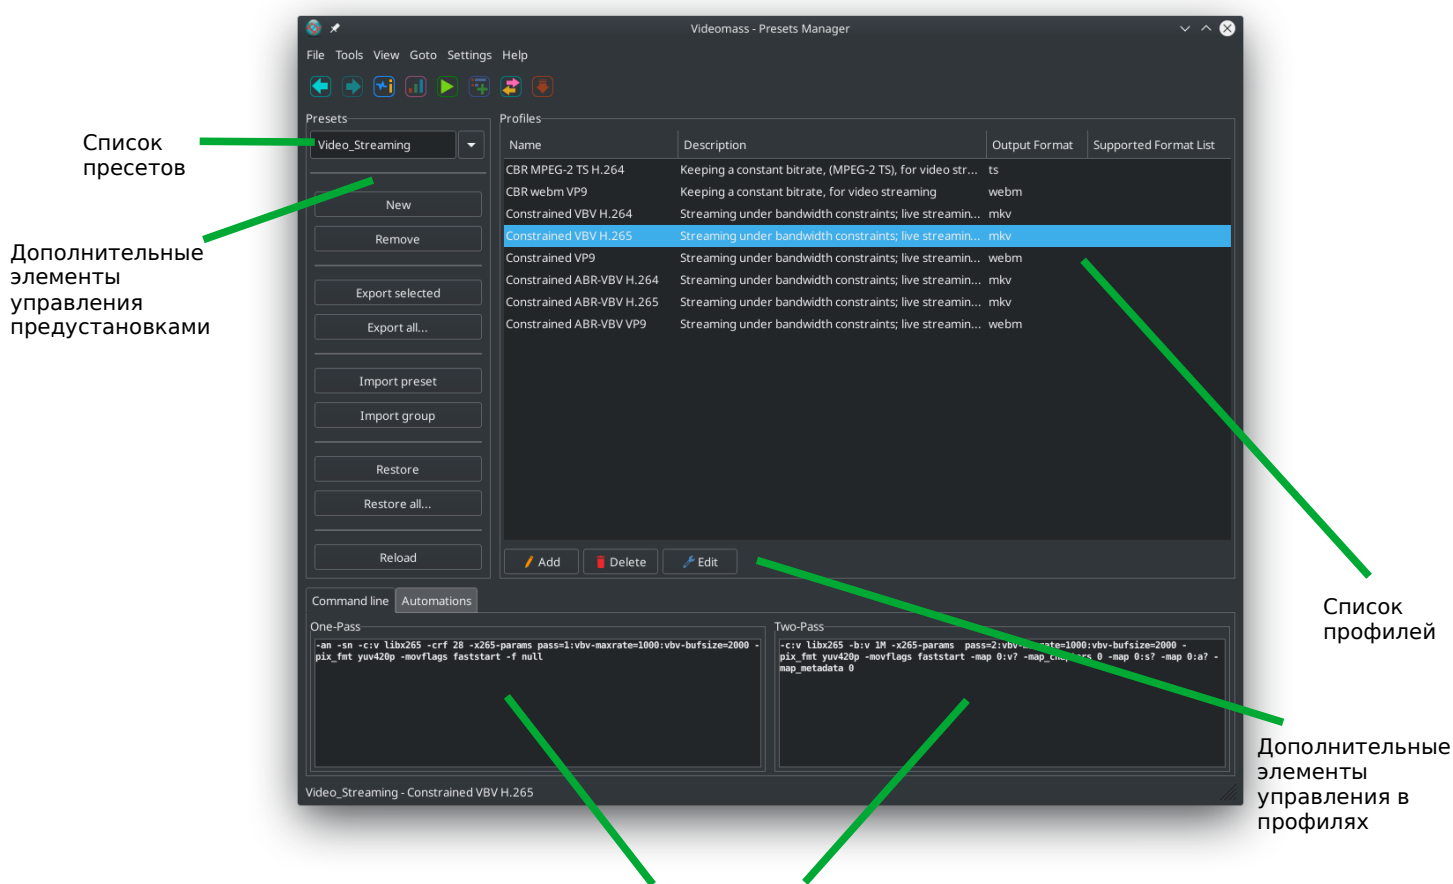 Videomass - Presets Manager
File Tools View Goto Settings Help
Presets
Profiles
Список
пресетов
Video_Streaming
Name Description Output Format Supported Format List
CBR MPEG-2 TS H.264 Keeping a constant bitrate, (MPEG-2 TS), for video str... ts
CBR webm VP9 Keeping a constant bitrate, for video streaming webm
Constrained VBV H.264 Streaming under bandwidth constraints; live streamin... mkv
Constrained VBV H.265 Streaming under bandwidth constraints; live streamin... mkv
Constrained VP9 Streaming under bandwidth constraints; live streamin... webm
Constrained ABR-VBV H.264 Streaming under bandwidth constraints; live streamin... mkv
Constrained ABR-VBV H.265 Streaming under bandwidth constraints; live streamin... mkv
Constrained ABR-VBV VP9 Streaming under bandwidth constraints; live streamin... webm
New
Remove
Дополнительные
элементы
управления
предустановками
Export selected
Export all...
Import preset
Import group
Restore
Restore all...
Reload
Add Delete Edit
Список
профилей
Command line Automations
One-Pass
-an -sn -c:v libx265 -crf 28 -x265-params pass=1:vbv-maxrate=1000:vbv-bufsize=2000 -
pix_fmt yuv420p -movflags faststart -f null
Two-Pass
-c:v libx265 -b:v 1M -x265-params pass=2:vbv-maxrate=1000:vbv-bufsize=2000 -
pix_fmt yuv420p -movflags faststart -map 0:v? -map_chapters 0 -map 0:s? -map 0:a? -
map_metadata 0
Дополнительные
элементы
управления в
профилях
Video_Streaming - Constrained VBV H.265